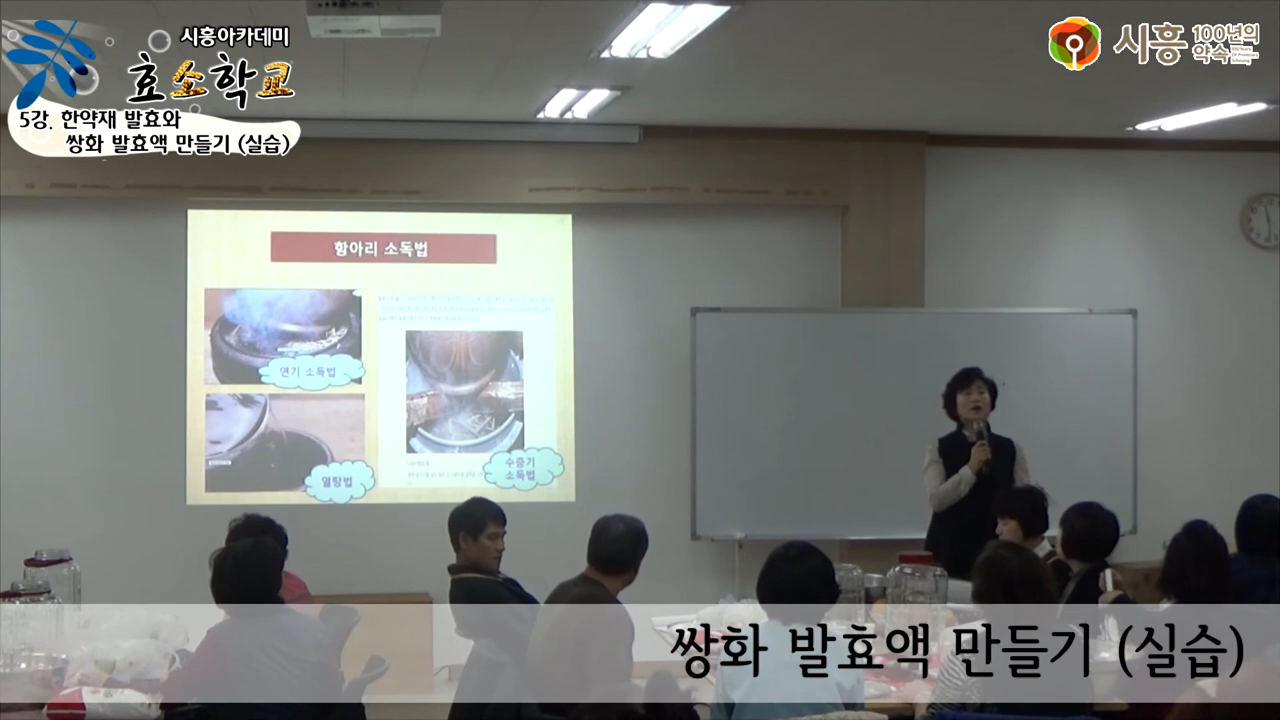 시흥아카데미
효소학교
5강. 한약재 발효와
쌍화 발효액 만들기 (실습)
시흥 100년의
약속
항아리 소독법
연기 소독법
열탕법
수증기
소독법
쌍화 발효액 만들기 (실습)